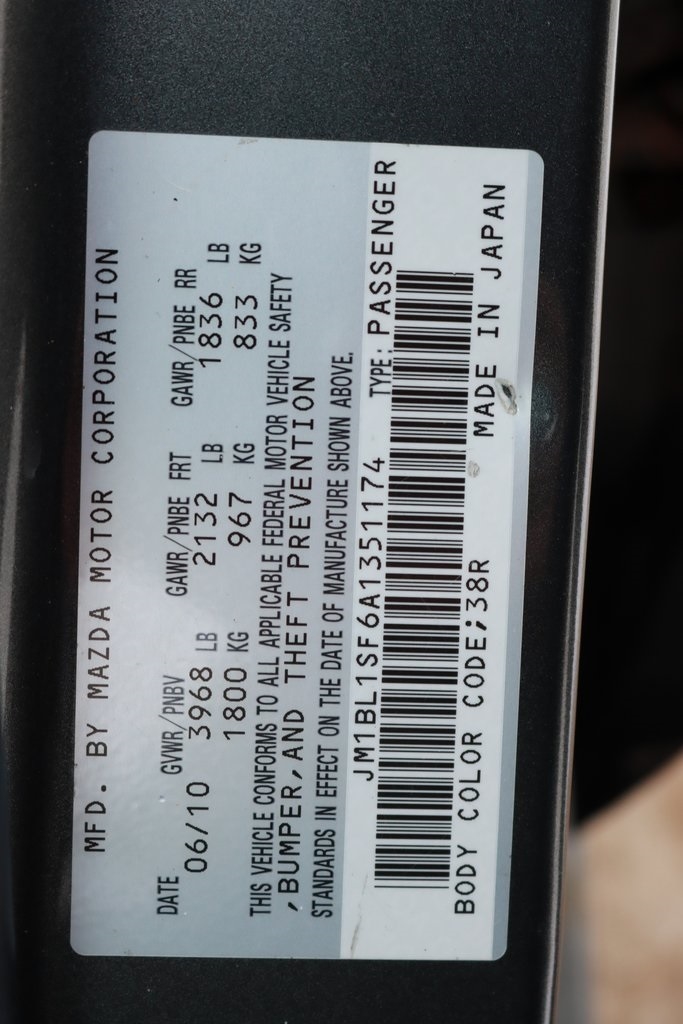 MFD. BY MAZDA MOTOR CORPORATION
DATE GVWR/PNBV GAWR/PNBE FRT GAWR/PNBE RR
06/10 3968 LB 2132 LB 1836 LB
1800 KG 967 KG 833 KG
THIS VEHICLE CONFORMS TO ALL APPLICABLE FEDERAL MOTOR VEHICLE SAFETY
,BUMPER,AND THEFT PREVENTION
STANDARDS IN EFFECT ON THE DATE OF MANUFACTURE SHOWN ABOVE.
JM1BL1SF6A1351174 TYPE: PASSENGER
BODY COLOR CODE;38R MADE IN JAPAN